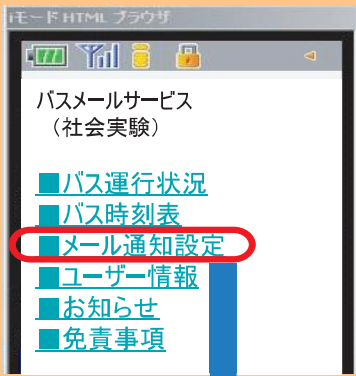 iモードHTML ブラウザ
バスメールサービス
（社会実験）
■バス運行状況
■バス時刻表
■メール通知設定
■ユーザー情報
■お知らせ
■免責事項